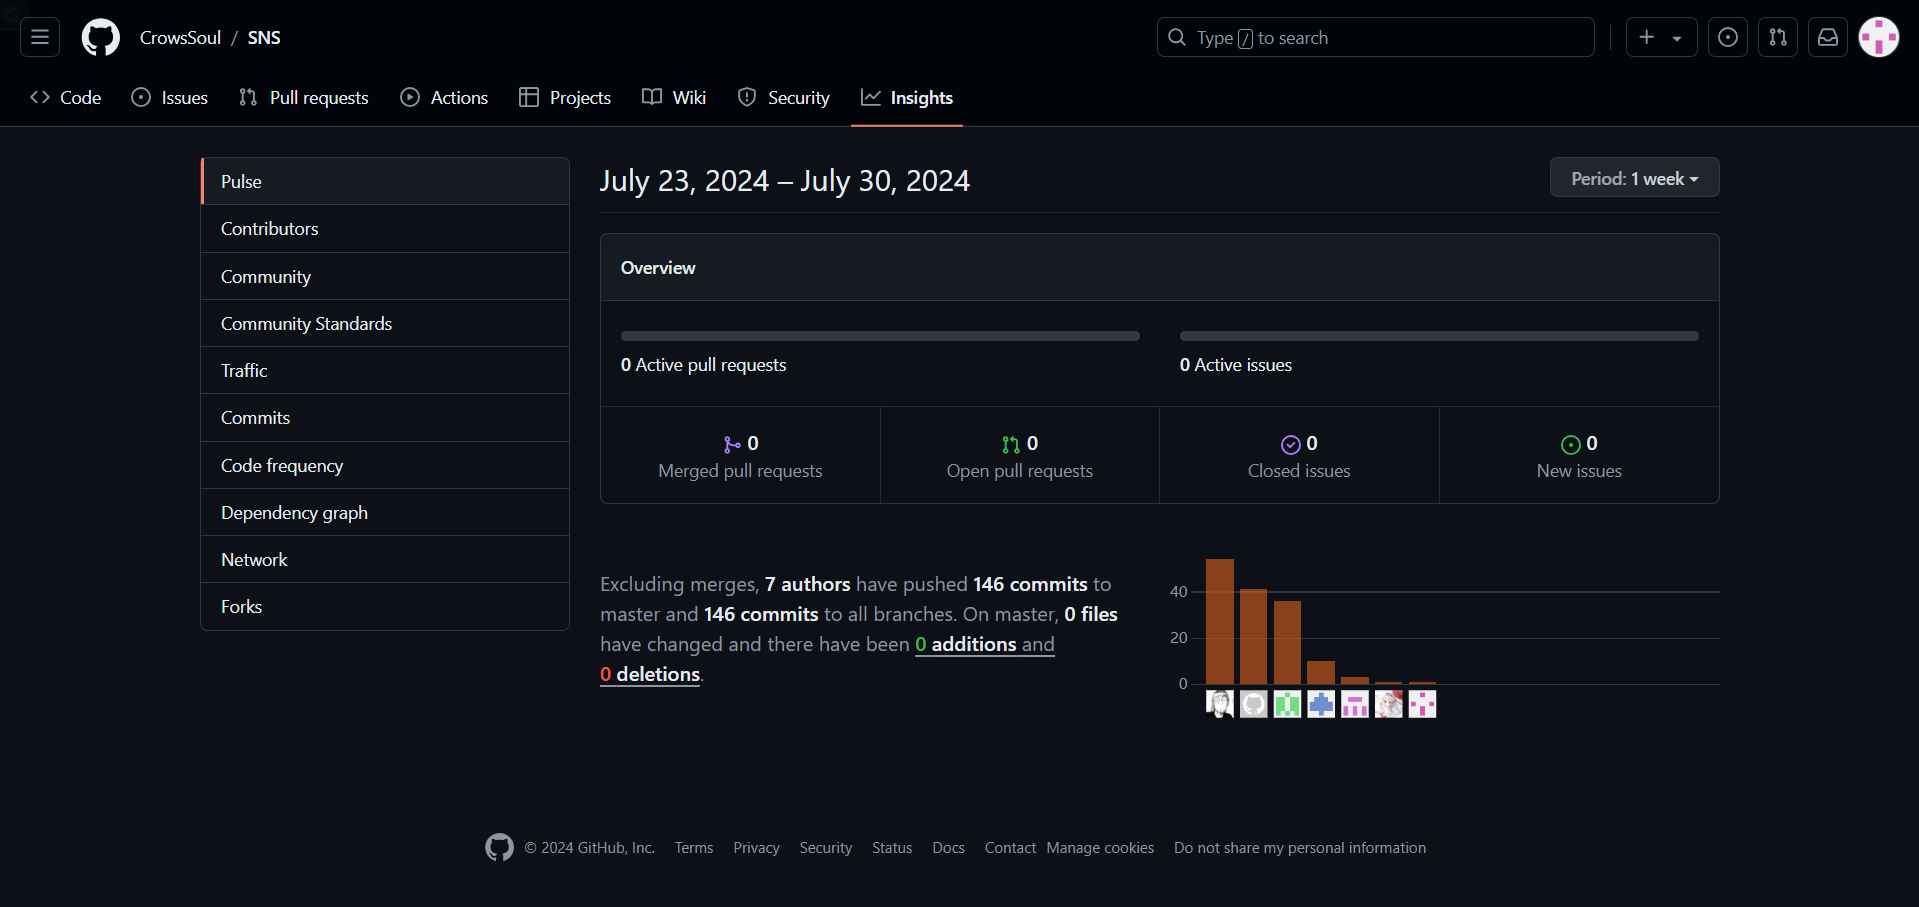 CrowsSoul / SNS
Type / to search
Code
Issues
Pull requests
Actions
Projects
Wiki
Security
Insights
Pulse
Contributors
Community
Community Standards
Traffic
Commits
Code frequency
Dependency graph
Network
Forks
July 23, 2024 – July 30, 2024
Period: 1 week
Overview
0 Active pull requests
0 Active issues
0
Merged pull requests
0
Open pull requests
0
Closed issues
0
New issues
Excluding merges, 7 authors have pushed 146 commits to
master and 146 commits to all branches. On master, 0 files
have changed and there have been 0 additions and
0 deletions.
40
20
0
© 2024 GitHub, Inc.
Terms
Privacy
Security
Status
Docs
Contact
Manage cookies
Do not share my personal information